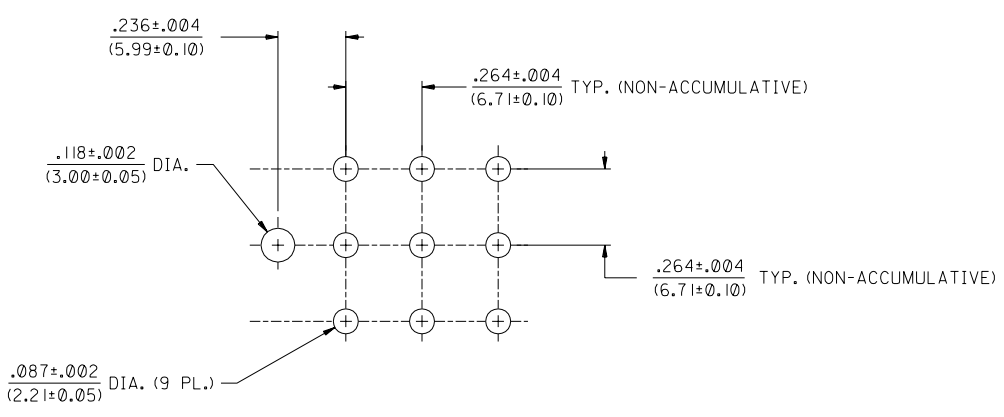 .236±.004
(5.99±0.10)
.264±.004
(6.71±0.10) TYP. (NON-ACCUMULATIVE)
.118±.002
(3.00±0.05) DIA.
.264±.004
(6.71±0.10) TYP. (NON-ACCUMULATIVE)
.087±.002
(2.21±0.05) DIA. (9 PL.)